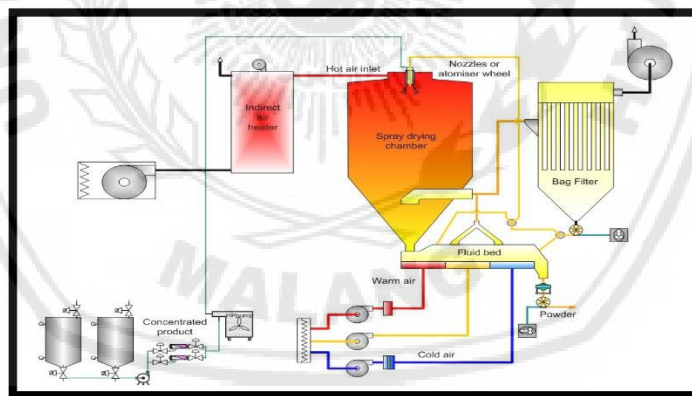 Hot air inlet
Nozzles or
atomiser wheel
Indirect
air
heater
Spray drying
chamber
Bag Filter
Fluid bed
MALANG
Warm air
Concentrated
product
Powder
Cold air